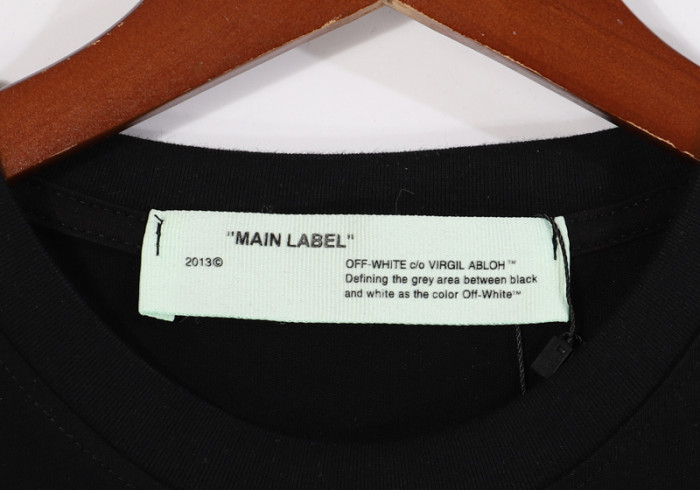 "MAIN LABEL"
2013©
OFF-WHITE c/o VIRGIL ABLOH™
Defining the grey area between black
and white as the color Off-White™